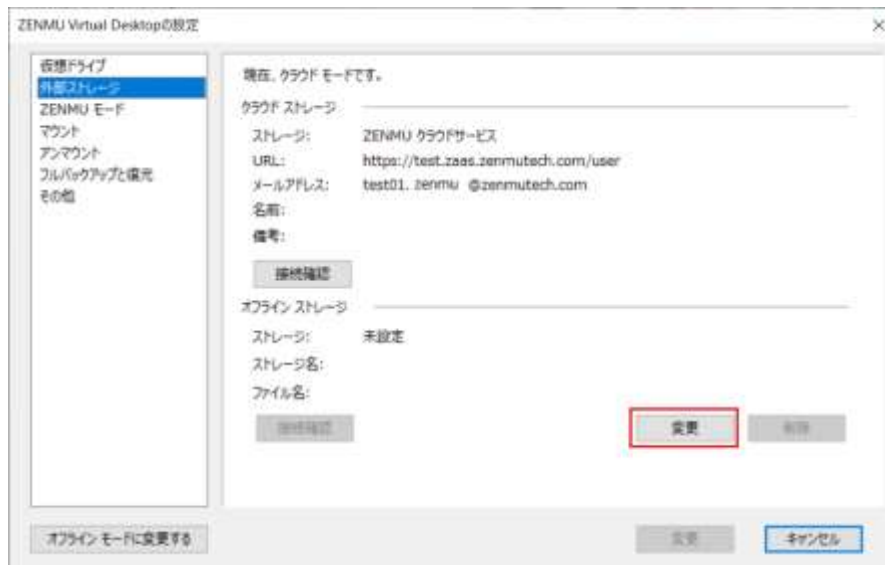 ZENMU Virtual Desktopの設定
仮想ドライブ
外部ストレージ
ZENMU モード
マウント
アンマウント
フルバックアップと復元
その他
現在、クラウド モードです。
クラウド ストレージ
ストレージ: ZENMU クラウドサービス
URL: https://test.zaas.zenmutech.com/user
メールアドレス: test01. zenmu @zenmutech.com
名前:
備考:
接続確認
オフライン ストレージ
ストレージ: 未設定
ストレージ名:
ファイル名:
接続確認 変更 削除
オフライン モードに変更する 変更 キャンセル